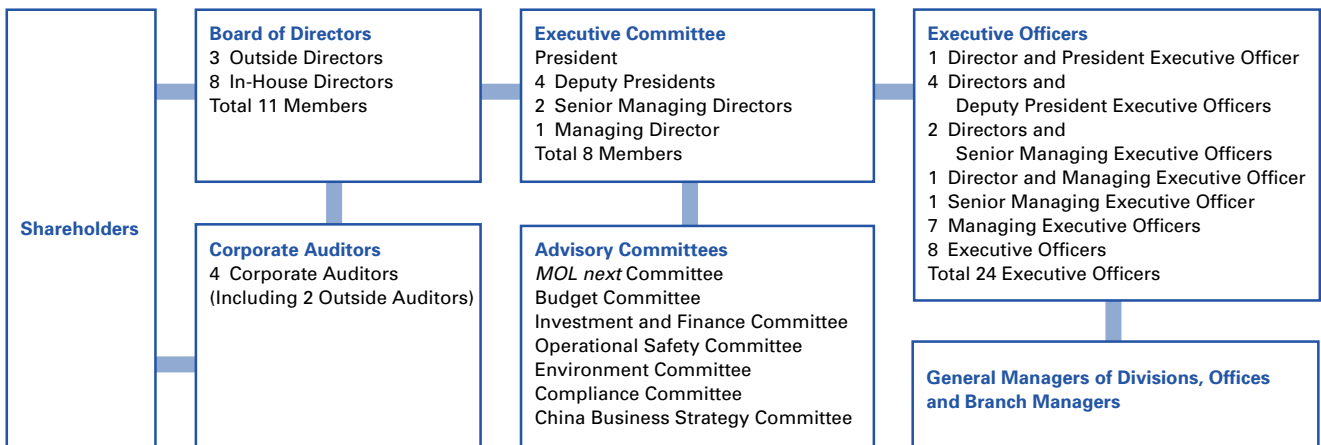 Shareholders
Board of Directors
3 Outside Directors
8 In-House Directors
Total 11 Members
Corporate Auditors
4 Corporate Auditors
(Including 2 Outside Auditors)
Executive Committee
President
4 Deputy Presidents
2 Senior Managing Directors
1 Managing Director
Total 8 Members
Advisory Committees
MOL next Committee
Budget Committee
Investment and Finance Committee
Operational Safety Committee
Environment Committee
Compliance Committee
China Business Strategy Committee
Executive Officers
1 Director and President Executive Officer
4 Directors and
Deputy President Executive Officers
2 Directors and
Senior Managing Executive Officers
1 Director and Managing Executive Officer
1 Senior Managing Executive Officer
7 Managing Executive Officers
8 Executive Officers
Total 24 Executive Officers
General Managers of Divisions, Offices
and Branch Managers